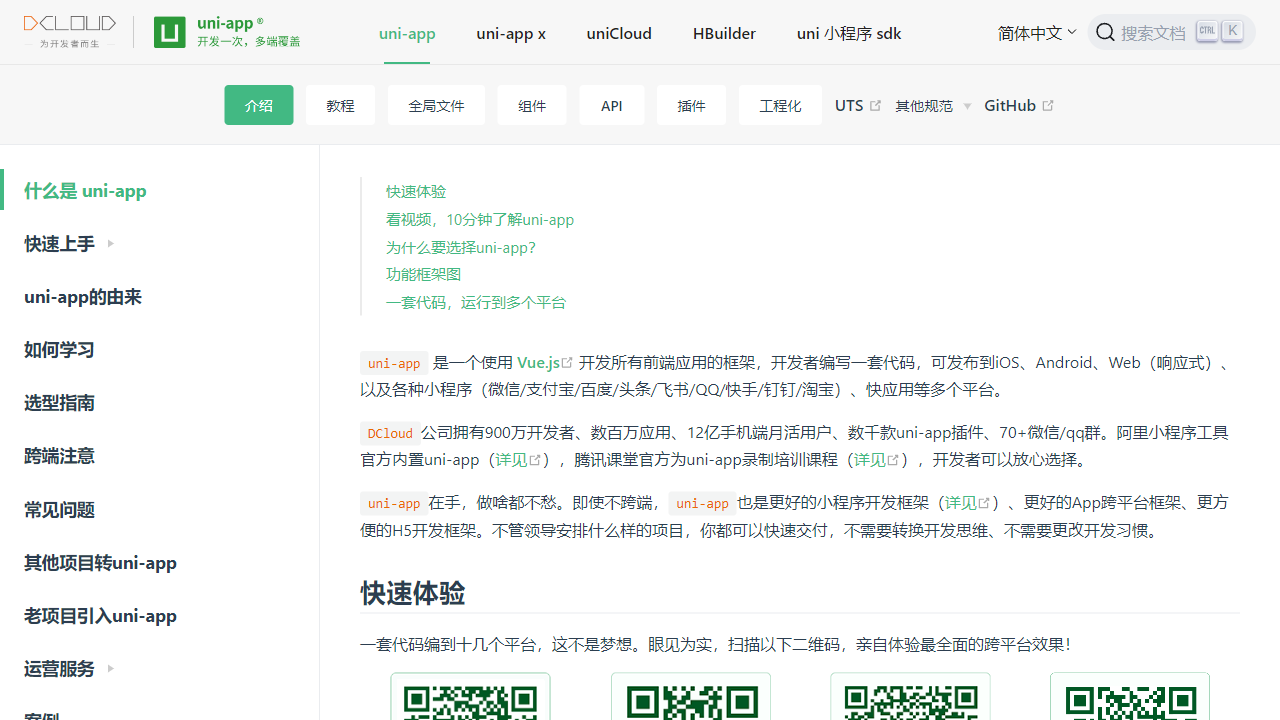 DCLOUD
为开发者而生
uni-app ®
开发一次，多端覆盖
uni-app
uni-app x
uniCloud
HBuilder
uni 小程序 sdk
简体中文
搜索文档
CTRL
K
介绍
教程
全局文件
组件
API
插件
工程化
UTS
其他规范
GitHub
什么是 uni-app
快速上手
uni-app的由来
如何学习
选型指南
跨端注意
常见问题
其他项目转uni-app
老项目引入uni-app
运营服务
案例
快速体验
看视频，10分钟了解uni-app
为什么要选择uni-app？
功能框架图
一套代码，运行到多个平台
uni-app 是一个使用 Vue.js 开发所有前端应用的框架，开发者编写一套代码，可发布到iOS、Android、Web（响应式）、
以及各种小程序（微信/支付宝/百度/头条/飞书/QQ/快手/钉钉/淘宝）、快应用等多个平台。
DCloud公司拥有900万开发者、数百万应用、12亿手机端月活用户、数千款uni-app插件、70+微信/qq群。阿里小程序工具
官方内置uni-app（详见），腾讯课堂官方为uni-app录制培训课程（详见），开发者可以放心选择。
uni-app在手，做啥都不愁。即使不跨端，uni-app也是更好的小程序开发框架（详见）、更好的App跨平台框架、更方
便的H5开发框架。不管领导安排什么样的项目，你都可以快速交付，不需要转换开发思维、不需要更改开发习惯。
快速体验
一套代码编到十几个平台，这不是梦想。眼见为实，扫描以下二维码，亲自体验最全面的跨平台效果！